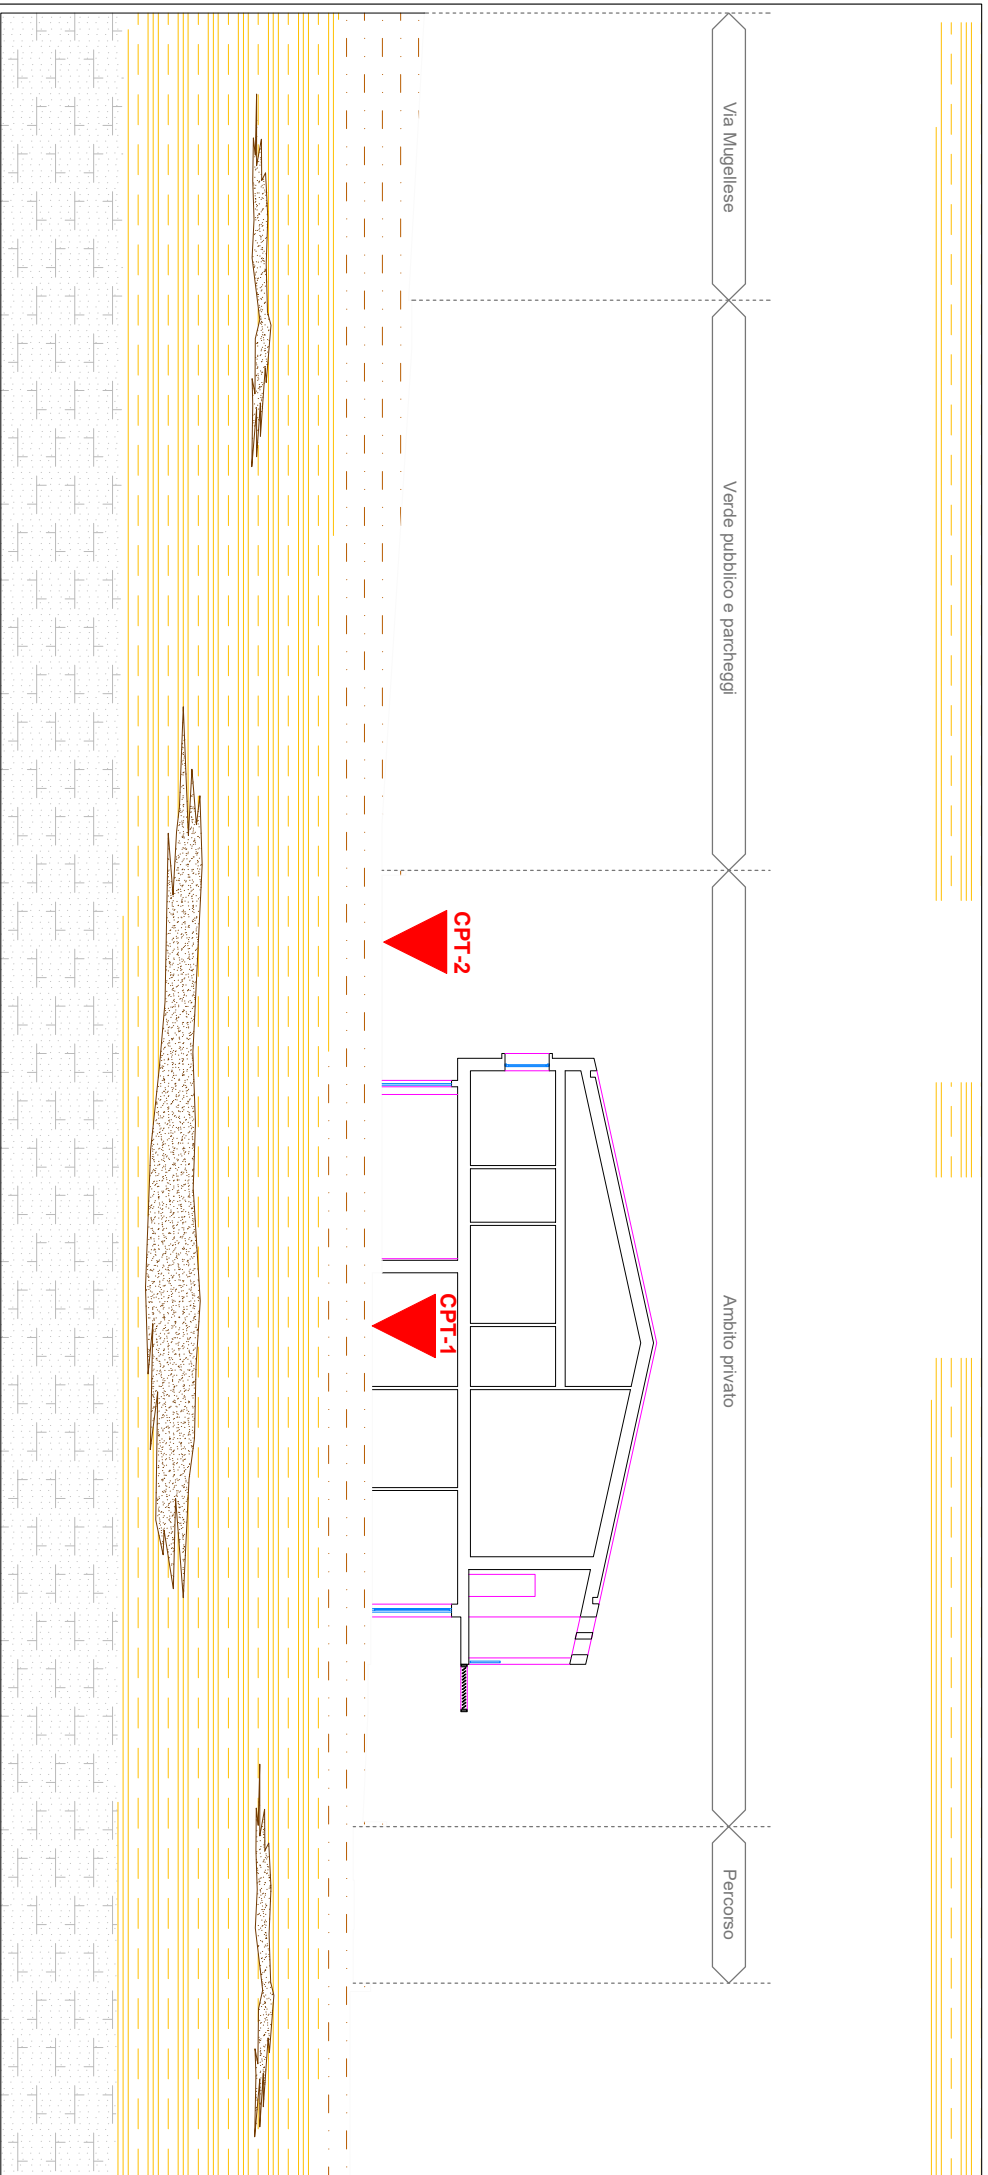 Via Mugellese
Verde pubblico e parcheggi
Ambito privato
Percorso
CPT-2
CPT-1